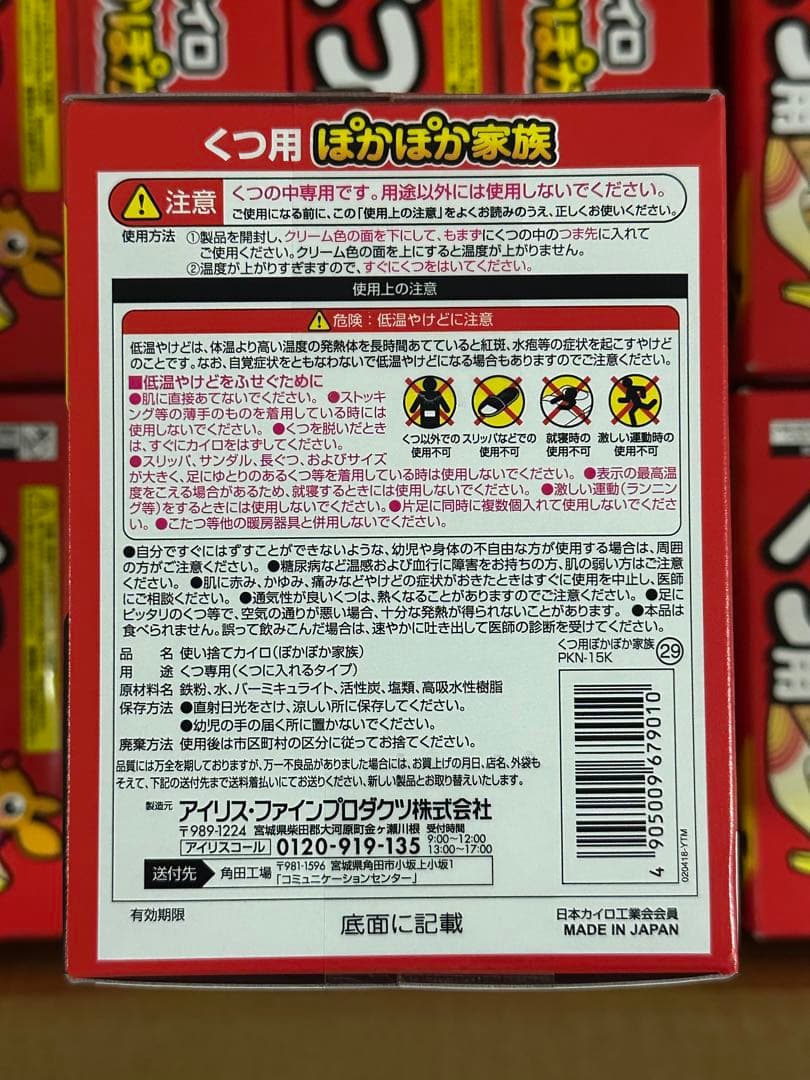 くつ用 ぽかぽか家族
注意
くつの中専用です。用途以外には使用しないでください。
ご使用になる前に、この「使用上の注意」をよくお読みのうえ、正しくお使いください。
使用方法 ①製品を開封し、クリーム色の面を下にして、もまずにくつの中のつま先に入れて
ご使用ください。クリーム色の面を上にすると温度が上がりません。
②温度が上がりすぎますので、すぐにくつをはいてください。
使用上の注意
危険:低温やけどに注意
低温やけどは、体温より高い温度の発熱体を長時間あてていると紅斑、水疱等の症状を起こすやけど
のことです。なお、自覚症状をともなわないで低温やけどになる場合もありますのでご注意ください。
■低温やけどをふせぐために
●肌に直接あてないでください。 ●ストッキ
ング等の薄手のものを着用している時には
使用しないでください。 ●くつを脱いだとき
は、すぐにカイロをはずしてください。
くつ以外での
使用不可
スリッパなどでの
使用不可
就寝時の
使用不可
激しい運動時の
使用不可
●スリッパ、サンダル、長ぐつ、およびサイズ
が大きく、足にゆとりのあるくつ等を着用している時は使用しないでください。 ●表示の最高温
度をこえる場合があるため、就寝するときには使用しないでください。 ●激しい運動(ランニン
グ等)をするときには使用しないでください。●片足に同時に複数個入れて使用しないでくださ
い。●こたつ等他の暖房器具と併用しないでください。
●自分ですぐにはずすことができないような、幼児や身体の不自由な方が使用する場合は、周囲
の方がご注意ください。 ●糖尿病など温感および血行に障害をお持ちの方、肌の弱い方はご注意
ください。 ●肌に赤み、かゆみ、痛みなどやけどの症状がおきたときはすぐに使用を中止し、医師
にご相談ください。 ●通気性が良いくつは、熱くなることがありますのでご注意ください。 ●足に
ピッタリのくつ等で、空気の通りが悪い場合、十分な発熱が得られないことがあります。 ●本品は
食べられません。誤って飲みこんだ場合は、速やかに吐き出して医師の診断を受けてください。
品 名 使い捨てカイロ(ぽかぽか家族)
用 途 くつ専用(くつに入れるタイプ)
原材料名 鉄粉、水、バーミキュライト、活性炭、塩類、高吸水性樹脂
保存方法 ●直射日光をさけ、涼しい所に保存してください。
●幼児の手の届く所に置かないでください。
廃棄方法 使用後は市区町村の区分に従ってお捨てください。
くつ用ぽかぽか家族
PKN-15K
29
品質には万全を期しておりますが、万一不良品がありました場合には、お買上げの月日、店名、外袋も
そえて、下記の送付先まで送料着払いにてお送りください。新しい製品とお取り替えいたします。
製造元 アイリス・ファインプロダクツ株式会社
〒989-1224 宮城県柴田郡大河原町金ヶ瀬川根
アイリスコール 0120-919-135
受付時間
9:00~12:00
13:00~17:00
送付先 角田工場
〒981-1596 宮城県角田市小坂上小坂1
「コミュニケーションセンター」
4 905009 679010
020418-YTM
有効期限 底面に記載
日本カイロ工業会会員
MADE IN JAPAN